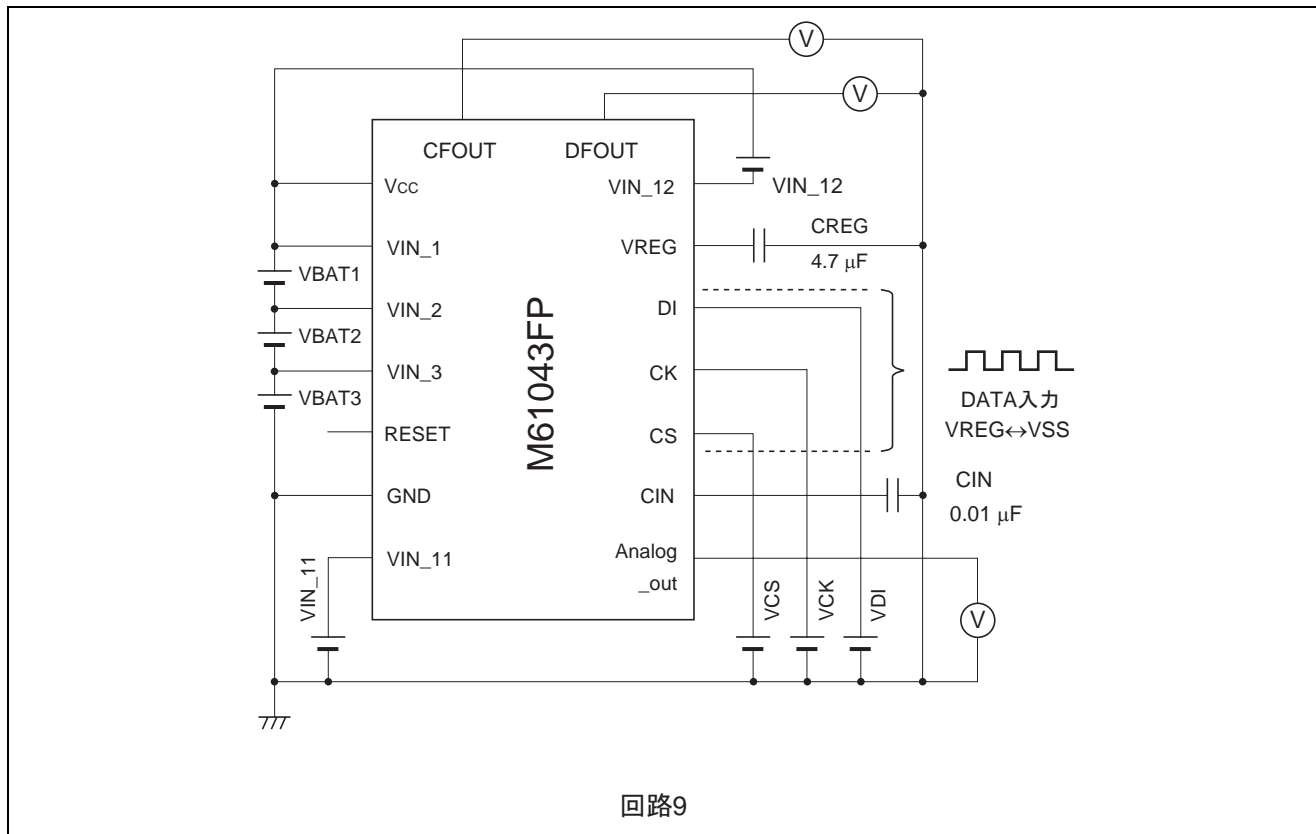 V
V
CFOUT
DFOUT
Vcc
VIN_12
VIN_12
VIN_1
VREG
CREG
4.7 μF
VBAT1
VIN_2
DI
VBAT2
M61043FP
VIN_3
CK
VBAT3
DATA入力
VREG↔VSS
RESET
CS
GND
CIN
CIN
0.01 μF
VIN_11
VIN_11
Analog
_out
VCS
VCK
VDI
V
回路9